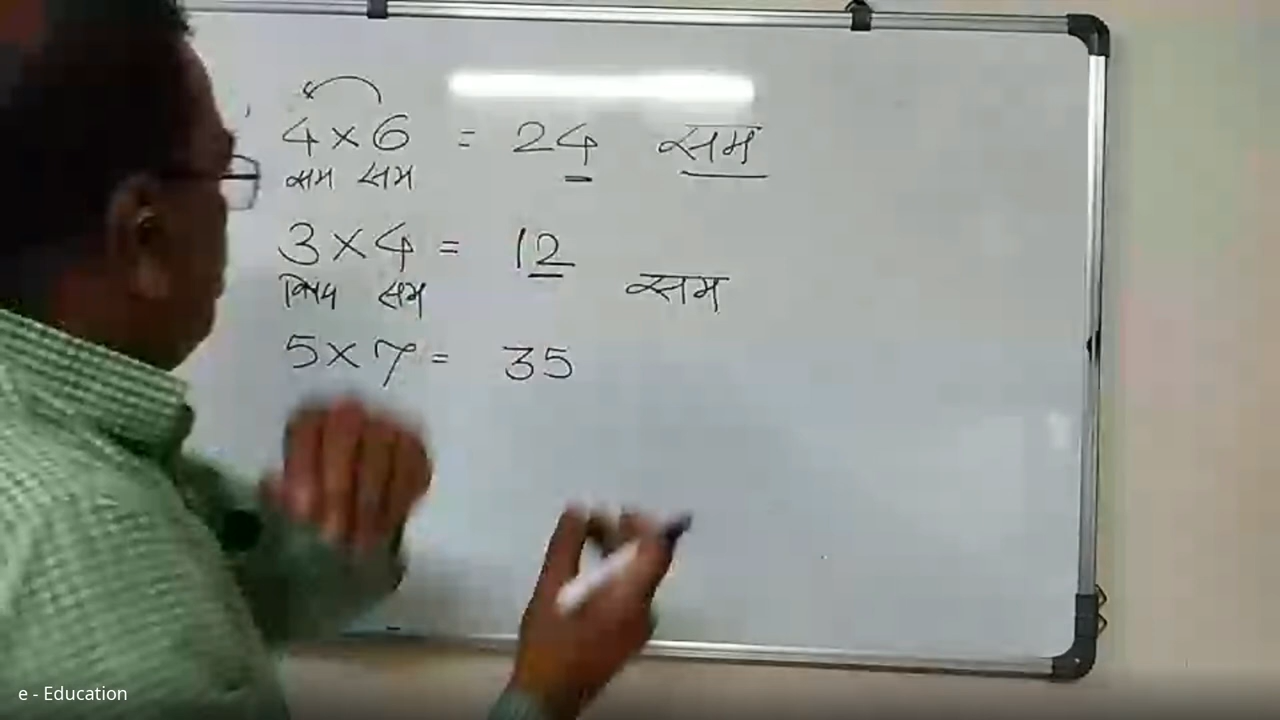 4 x 6 = 24 सम
सम सम
3 x 4 = 12
विषम सम सम
5 x 7 = 35
e - Education